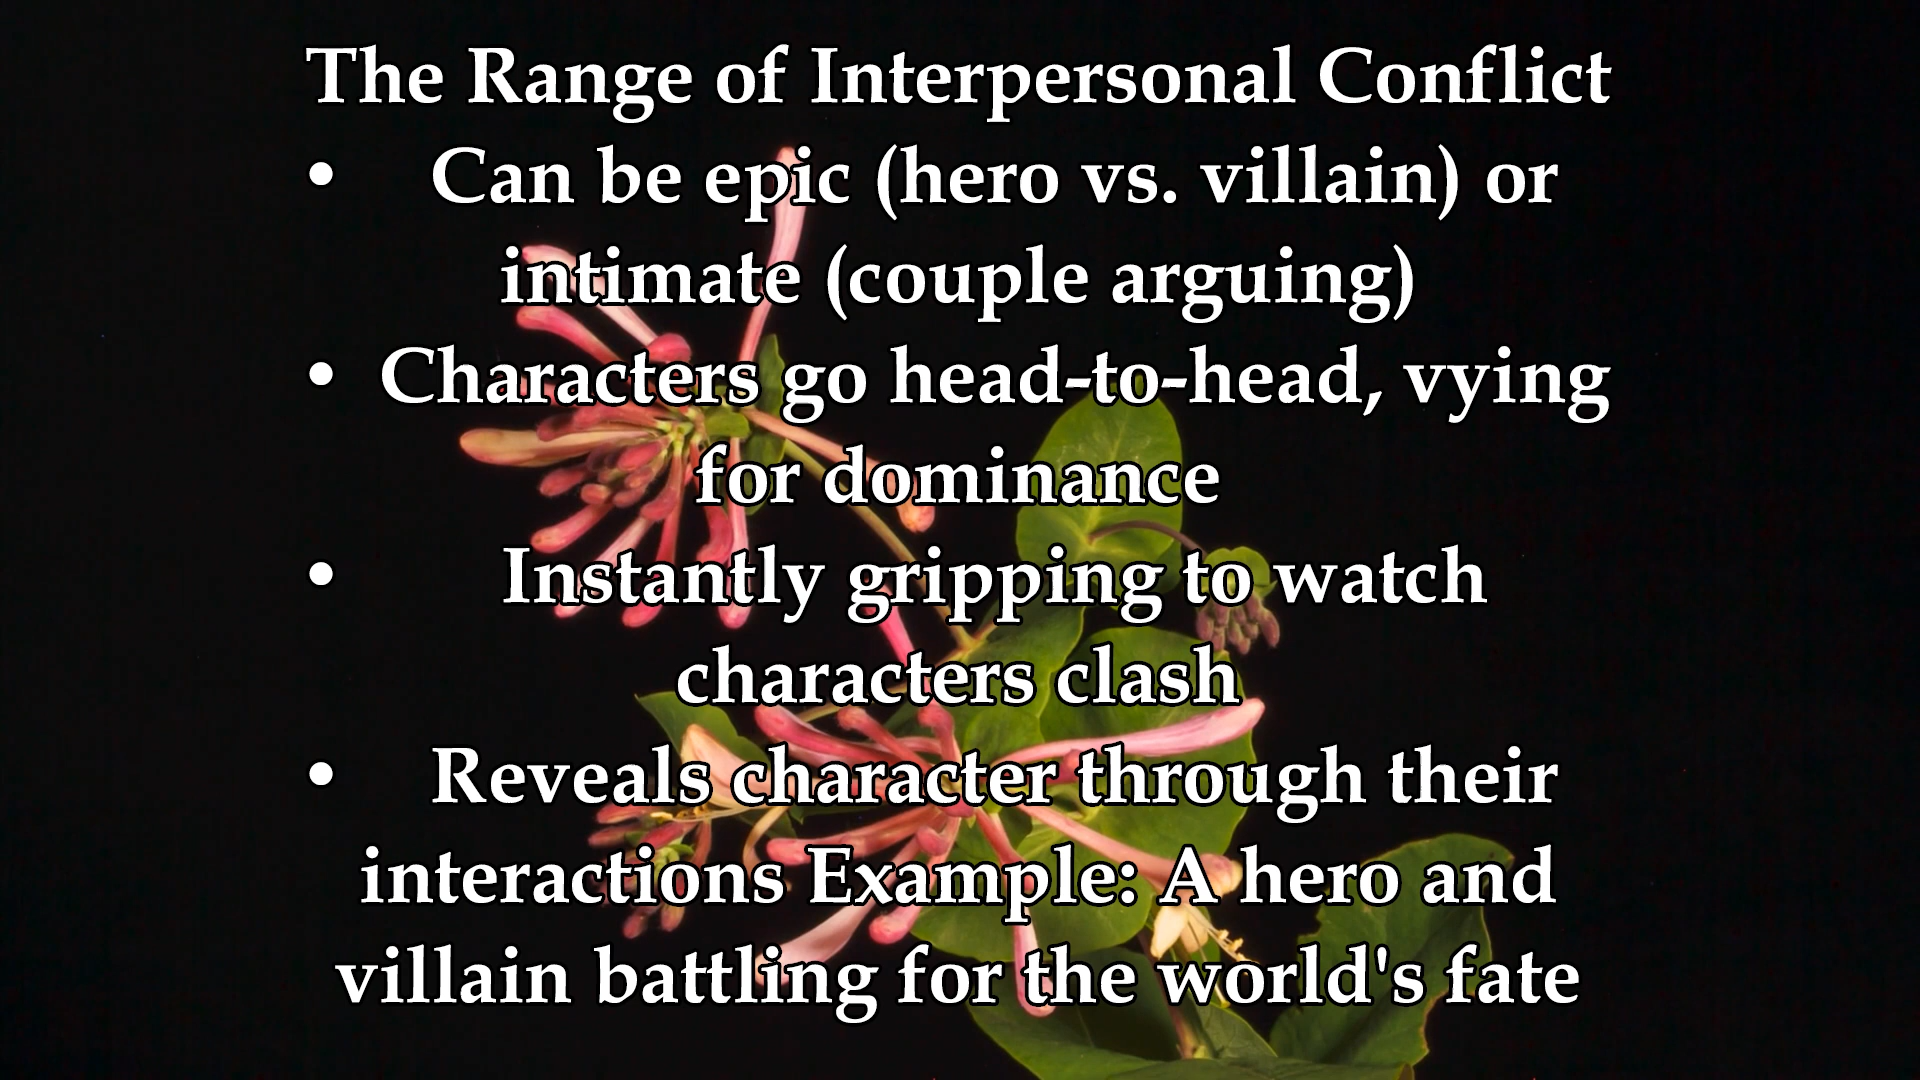 The Range of Interpersonal Conflict
• Can be epic (hero vs. villain) or
intimate (couple arguing)
• Characters go head-to-head, vying
for dominance
• Instantly gripping to watch
characters clash
• Reveals character through their
interactions Example: A hero and
villain battling for the world's fate